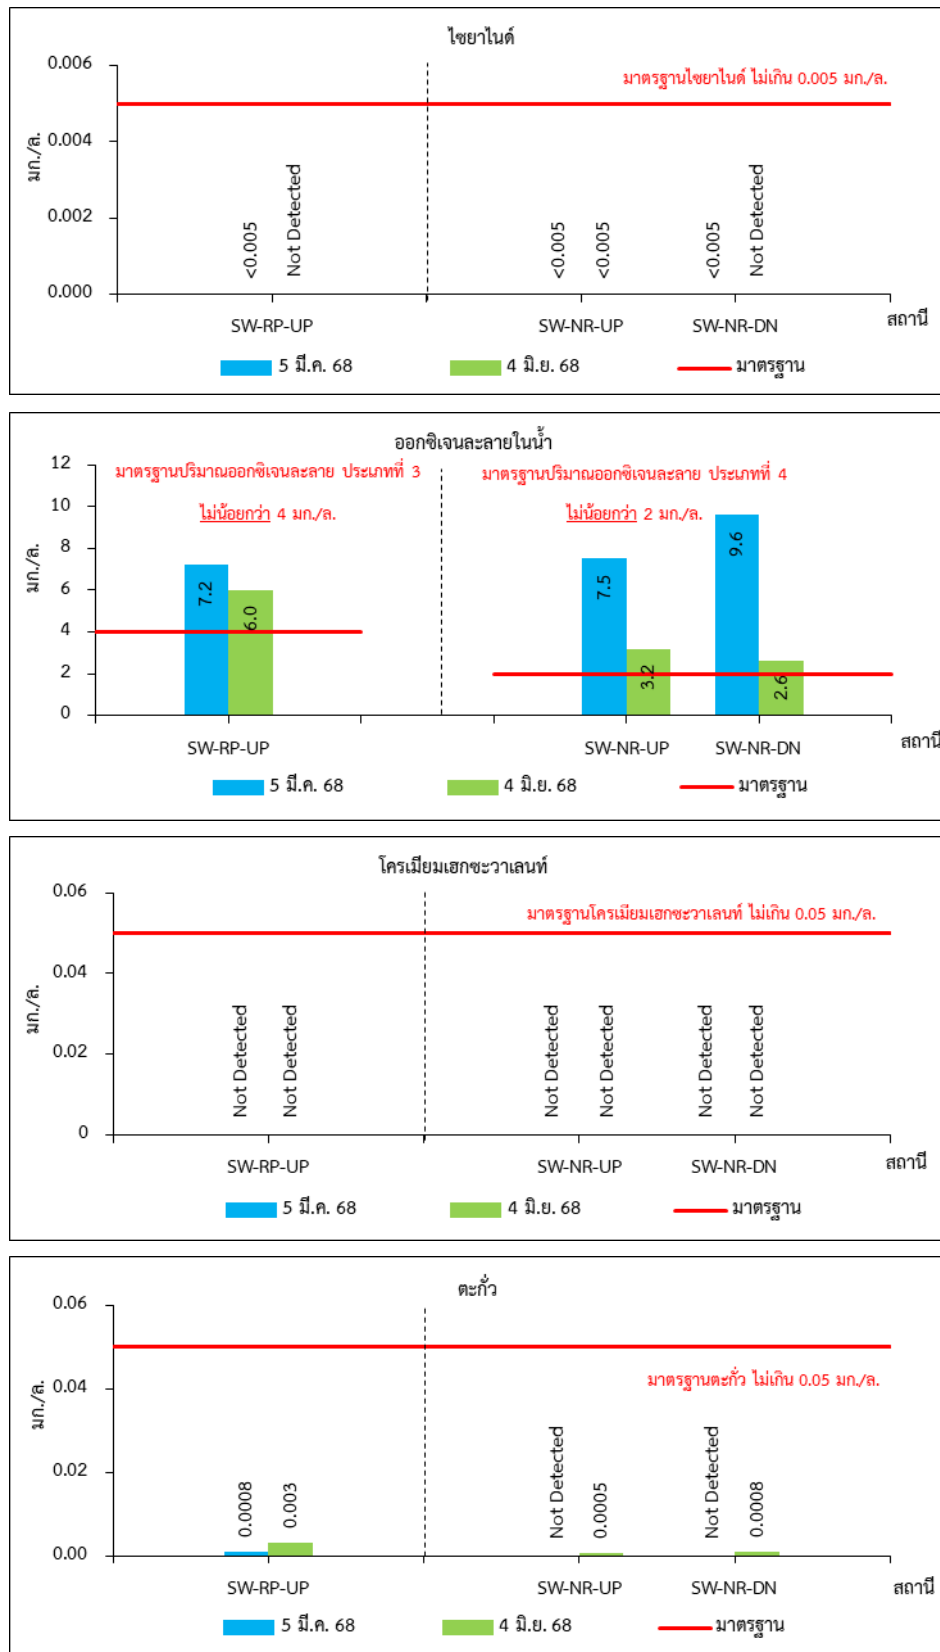 ไซยาไนด์
มาตรฐานไซยาไนด์ ไม่เกิน 0.005 มก./ล.
มก./ล.
0.006
0.004
0.002
0.000
<0.005
Not Detected
<0.005
<0.005
<0.005
Not Detected
SW-RP-UP
SW-NR-UP
SW-NR-DN
สถานี
5 มี.ค. 68
4 มิ.ย. 68
มาตรฐาน
ออกซิเจนละลายในน้ำ
มาตรฐานปริมาณออกซิเจนละลาย ประเภทที่ 3
ไม่น้อยกว่า 4 มก./ล.
มาตรฐานปริมาณออกซิเจนละลาย ประเภทที่ 4
ไม่น้อยกว่า 2 มก./ล.
มก./ล.
12
10
8
6
4
2
0
7.2
6.0
7.5
3.2
9.6
2.6
SW-RP-UP
SW-NR-UP
SW-NR-DN
สถานี
5 มี.ค. 68
4 มิ.ย. 68
มาตรฐาน
โครเมียมเฮกซะวาเลนท์
มาตรฐานโครเมียมเฮกซะวาเลนท์ ไม่เกิน 0.05 มก./ล.
มก./ล.
0.06
0.04
0.02
0
Not Detected
Not Detected
Not Detected
Not Detected
Not Detected
Not Detected
SW-RP-UP
SW-NR-UP
SW-NR-DN
สถานี
5 มี.ค. 68
4 มิ.ย. 68
มาตรฐาน
ตะกั่ว
มาตรฐานตะกั่ว ไม่เกิน 0.05 มก./ล.
มก./ล.
0.06
0.04
0.02
0.00
0.0008
0.003
Not Detected
0.0005
Not Detected
0.0008
SW-RP-UP
SW-NR-UP
SW-NR-DN
สถานี
5 มี.ค. 68
4 มิ.ย. 68
มาตรฐาน